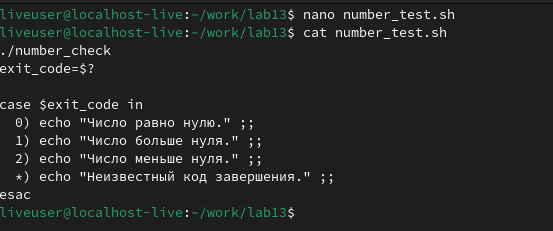 liveuser@localhost-live:~/work/lab13$ nano number_test.sh
liveuser@localhost-live:~/work/lab13$ cat number_test.sh
./number_check
exit_code=$?

case $exit_code in
  0) echo "Число равно нулю." ;;
  1) echo "Число больше нуля." ;;
  2) echo "Число меньше нуля." ;;
  *) echo "Неизвестный код завершения." ;;
esac
liveuser@localhost-live:~/work/lab13$